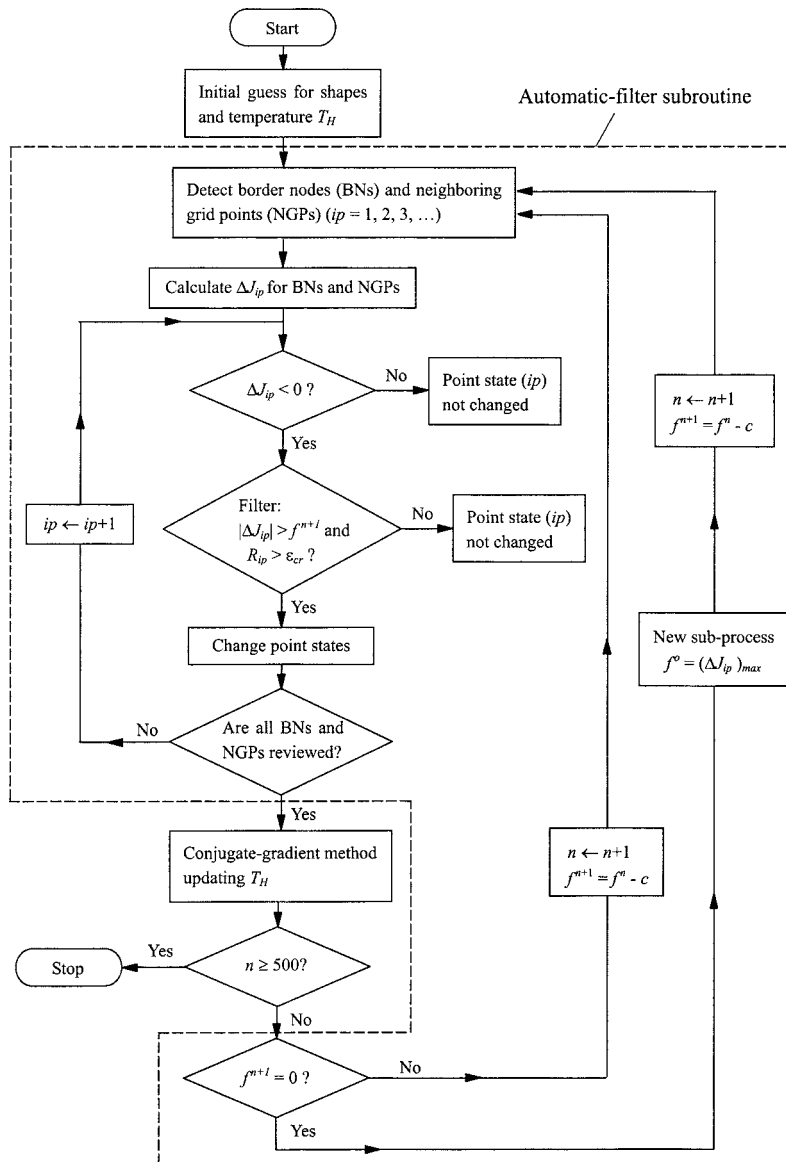 Start
Initial guess for shapes
and temperature T_H
Automatic-filter subroutine
Detect border nodes (BNs) and neighboring
grid points (NGPs) (ip = 1, 2, 3, …)
Calculate ΔJ_ip for BNs and NGPs
ΔJ_ip < 0 ?
No
Point state (ip)
not changed
Yes
n ← n+1
f^n+1 = f^n - c
Filter:
|ΔJ_ip| > f^n+1 and
R_ip > ε_cr ?
No
Point state (ip)
not changed
ip ← ip+1
Yes
Change point states
New sub-process
f^o = (ΔJ_ip)_max
No
Are all BNs and
NGPs reviewed?
Yes
Conjugate-gradient method
updating T_H
n ← n+1
f^n+1 = f^n - c
Yes
Stop
n ≥ 500?
No
f^n+1 = 0 ?
No
Yes